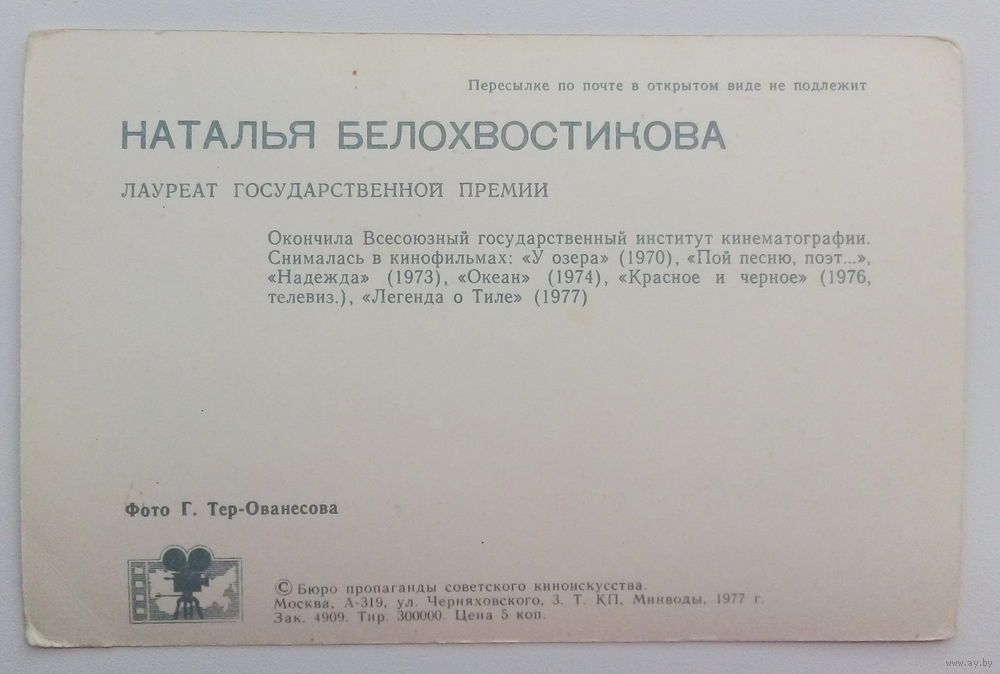 Пересылке по почте в открытом виде не подлежит
НАТАЛЬЯ БЕЛОХВОСТИКОВА
ЛАУРЕАТ ГОСУДАРСТВЕННОЙ ПРЕМИИ
Окончила Всесоюзный государственный институт кинематографии.
Снималась в кинофильмах: «У озера» (1970), «Пой песню, поэт...»,
«Надежда» (1973), «Океан» (1974), «Красное и черное» (1976,
телевиз.), «Легенда о Тиле» (1977)
Фото Г. Тер-Ованесова
© Бюро пропаганды советского киноискусства.
Москва, А-319, ул. Черняховского, 3. Т. КП. Минводы, 1977 г.
Зак. 4909. Тир. 300000. Цена 5 коп.
www.ay.by